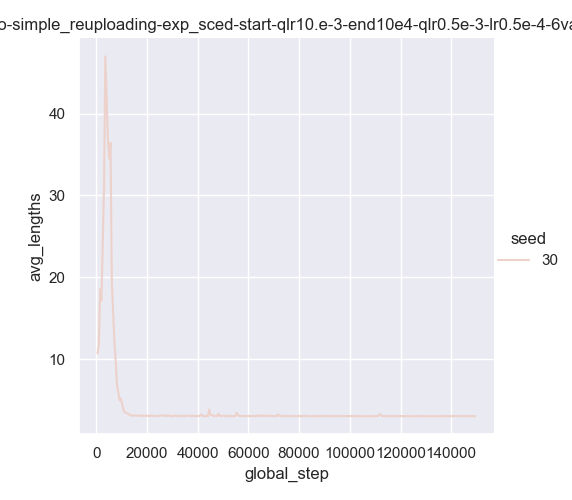 o-simple_reuploading-exp_sced-start-qlr10.e-3-end10e4-qlr0.5e-3-lr0.5e-4-6va
40
30
20
10
avg_lengths
seed
30
0 20000 40000 60000 80000 100000 120000 140000
global_step